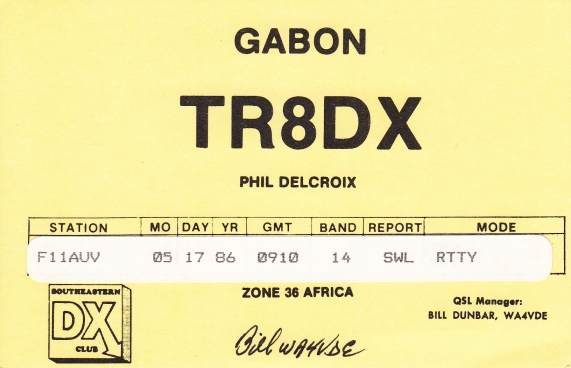 GABON
TR8DX
PHIL DELCROIX
STATION MO DAY YR GMT BAND REPORT MODE
F11AUV 05 17 86 0910 14 SWL RTTY
ZONE 36 AFRICA
SOUTHEASTERN
DX
CLUB
QSL Manager:
BILL DUNBAR, WA4VDE
Bill WA4VDE